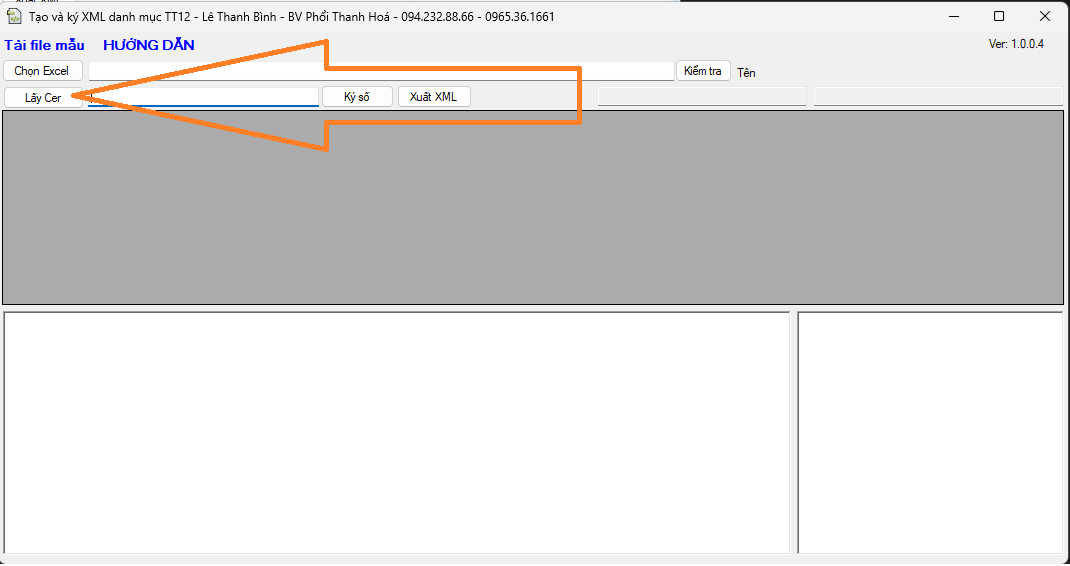 Tạo và ký XML danh mục TT12 - Lê Thanh Bình - BV Phổi Thanh Hoá - 094.232.88.66 - 0965.36.1661
Tải file mẫu HƯỚNG DẪN Ver: 1.0.0.4
Chọn Excel Kiểm tra Tên
Lấy Cer Ký số Xuất XML